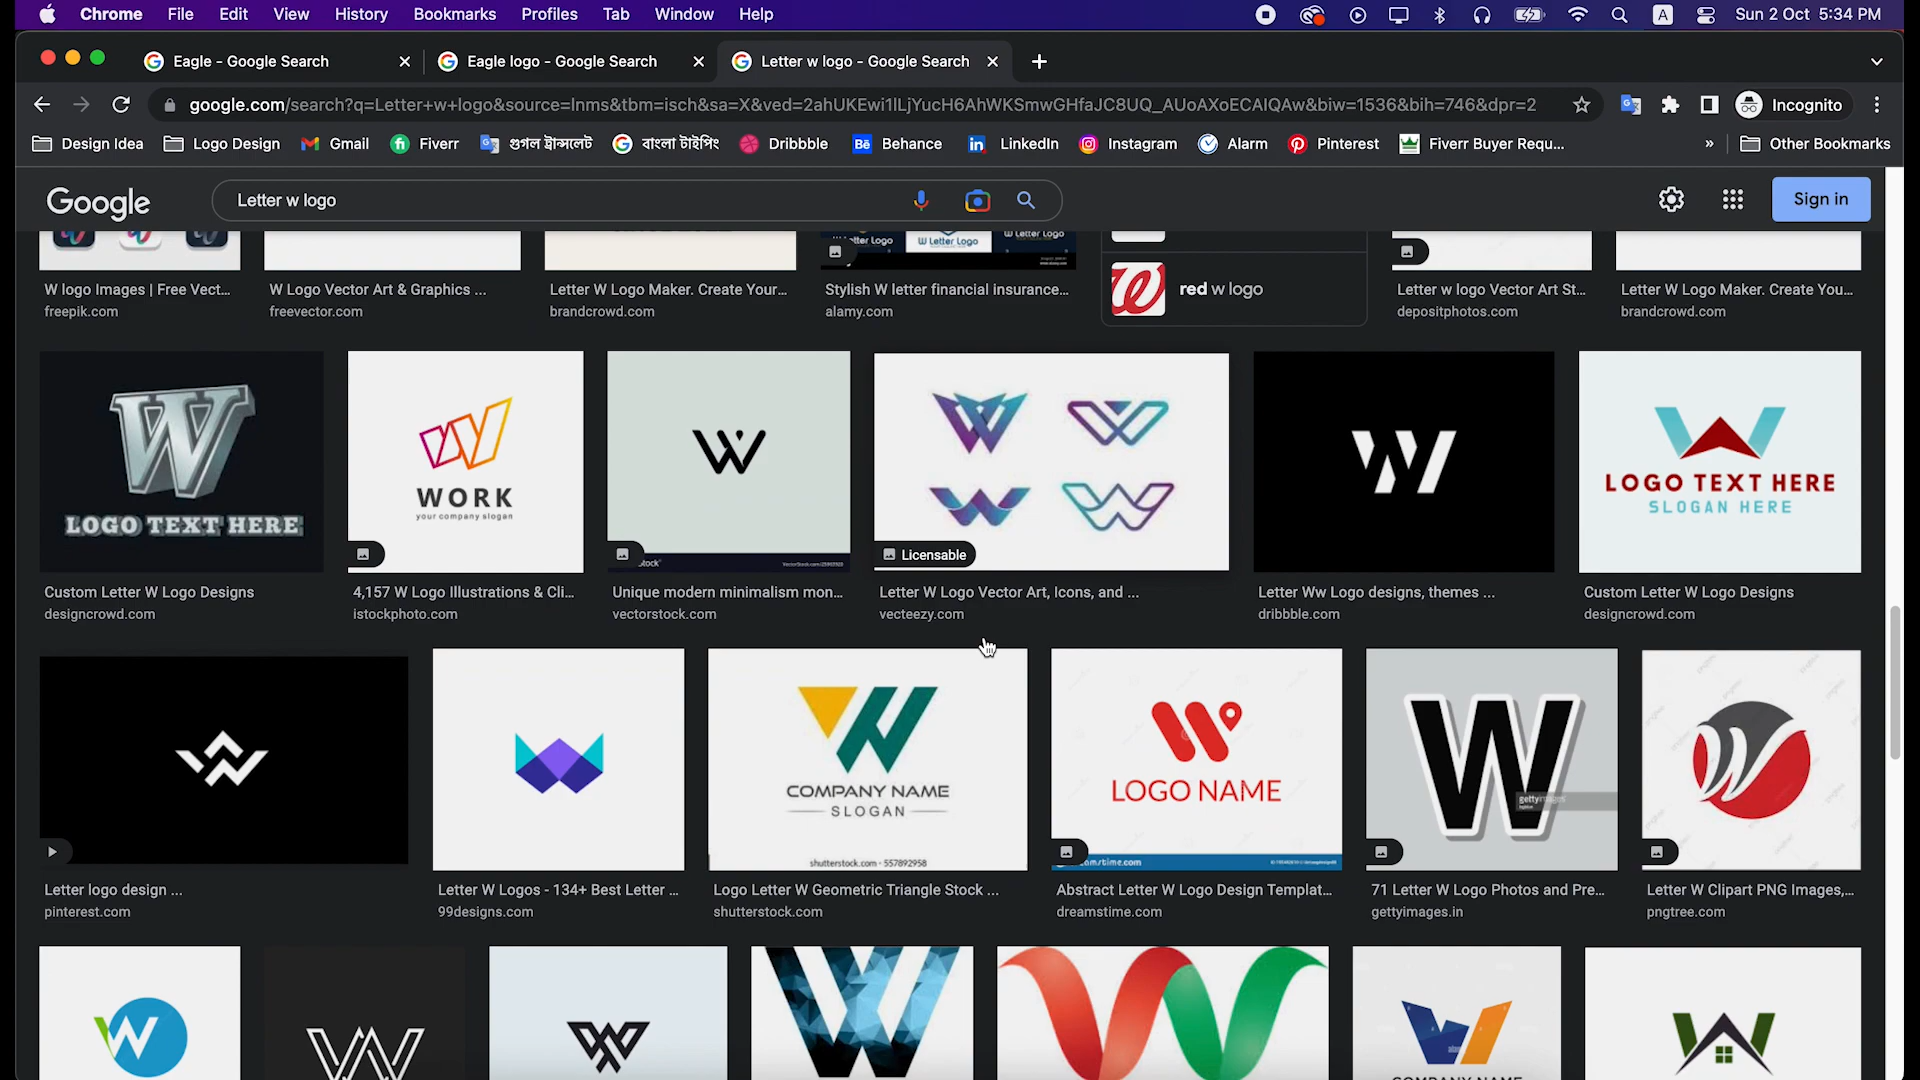 Chrome File Edit View History Bookmarks Profiles Tab Window Help A Sun 2 Oct 5:34 PM
Eagle - Google Search
Eagle logo - Google Search
Letter w logo - Google Search
google.com/search?q=Letter+w+logo&source=lnms&tbm=isch&sa=X&ved=2ahUKEwi1lLjYucH6AhWKSmwGHfaJC8UQ_AUoAXoECAIQAw&biw=1536&bih=746&dpr=2
Incognito
Design Idea Logo Design Gmail Fiverr গুগল ট্রান্সলেট বাংলা টাইপিং Dribbble Behance LinkedIn Instagram Alarm Pinterest Fiverr Buyer Requ... » Other Bookmarks
Google
Letter w logo
Sign in
W Letter Logo
W Letter Logo
W logo Images | Free Vect...
freepik.com
W Logo Vector Art & Graphics ...
freevector.com
Letter W Logo Maker. Create Your...
brandcrowd.com
Stylish W letter financial insurance...
alamy.com
red w logo
Letter w logo Vector Art St...
depositphotos.com
Letter W Logo Maker. Create You...
brandcrowd.com
W
LOGO TEXT HERE
WORK
your company slogan
Licensable
LOGO TEXT HERE
SLOGAN HERE
Custom Letter W Logo Designs
designcrowd.com
4,157 W Logo Illustrations & Cli...
istockphoto.com
Unique modern minimalism mon...
vectorstock.com
Letter W Logo Vector Art, Icons, and ...
vecteezy.com
Letter Ww Logo designs, themes ...
dribbble.com
Custom Letter W Logo Designs
designcrowd.com
COMPANY NAME
SLOGAN
shutterstock.com · 557892958
LOGO NAME
W
gettyimages
Letter logo design ...
pinterest.com
Letter W Logos - 134+ Best Letter ...
99designs.com
Logo Letter W Geometric Triangle Stock ...
shutterstock.com
Abstract Letter W Logo Design Templat...
dreamstime.com
71 Letter W Logo Photos and Pre...
gettyimages.in
Letter W Clipart PNG Images,...
pngtree.com
COMPANY NAME